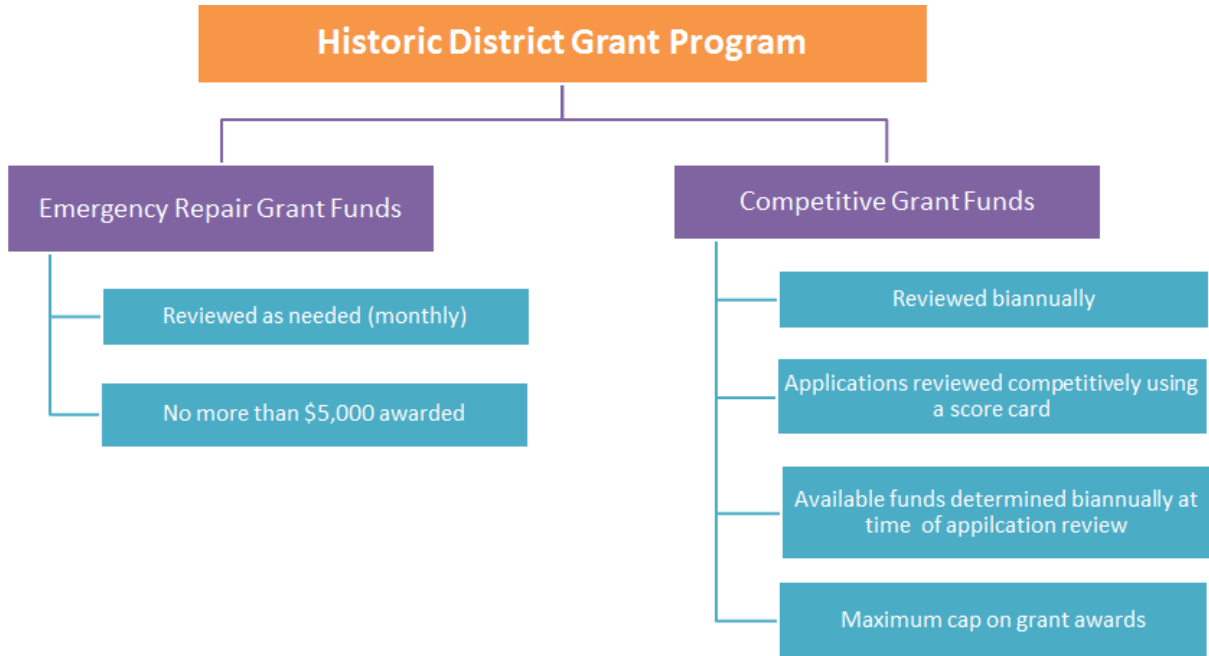 Historic District Grant Program
Emergency Repair Grant Funds
Reviewed as needed (monthly)
No more than $5,000 awarded
Competitive Grant Funds
Reviewed biannually
Applications reviewed competitively using
a score card
Available funds determined biannually at
time of appilcation review
Maximum cap on grant awards